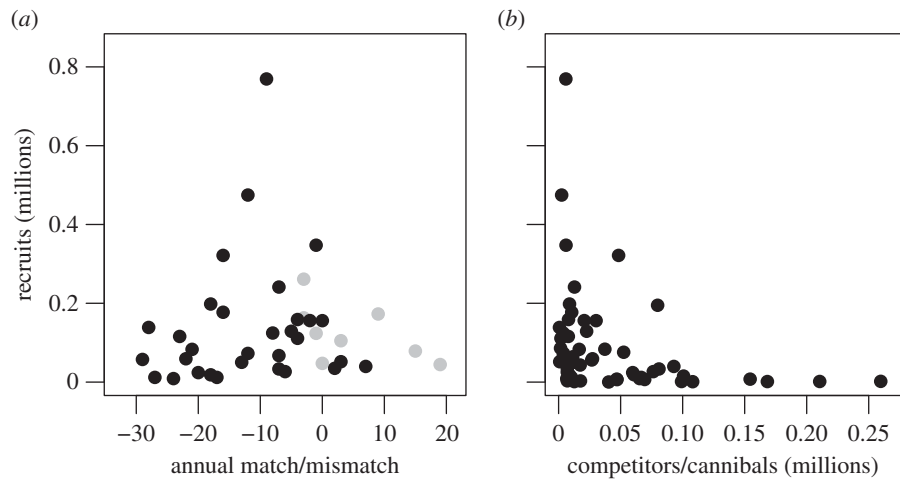 (a)
(b)
recruits (millions)
0.8
0.6
0.4
0.2
0
−30 −20 −10 0 10 20
annual match/mismatch
0 0.05 0.10 0.15 0.20 0.25
competitors/cannibals (millions)